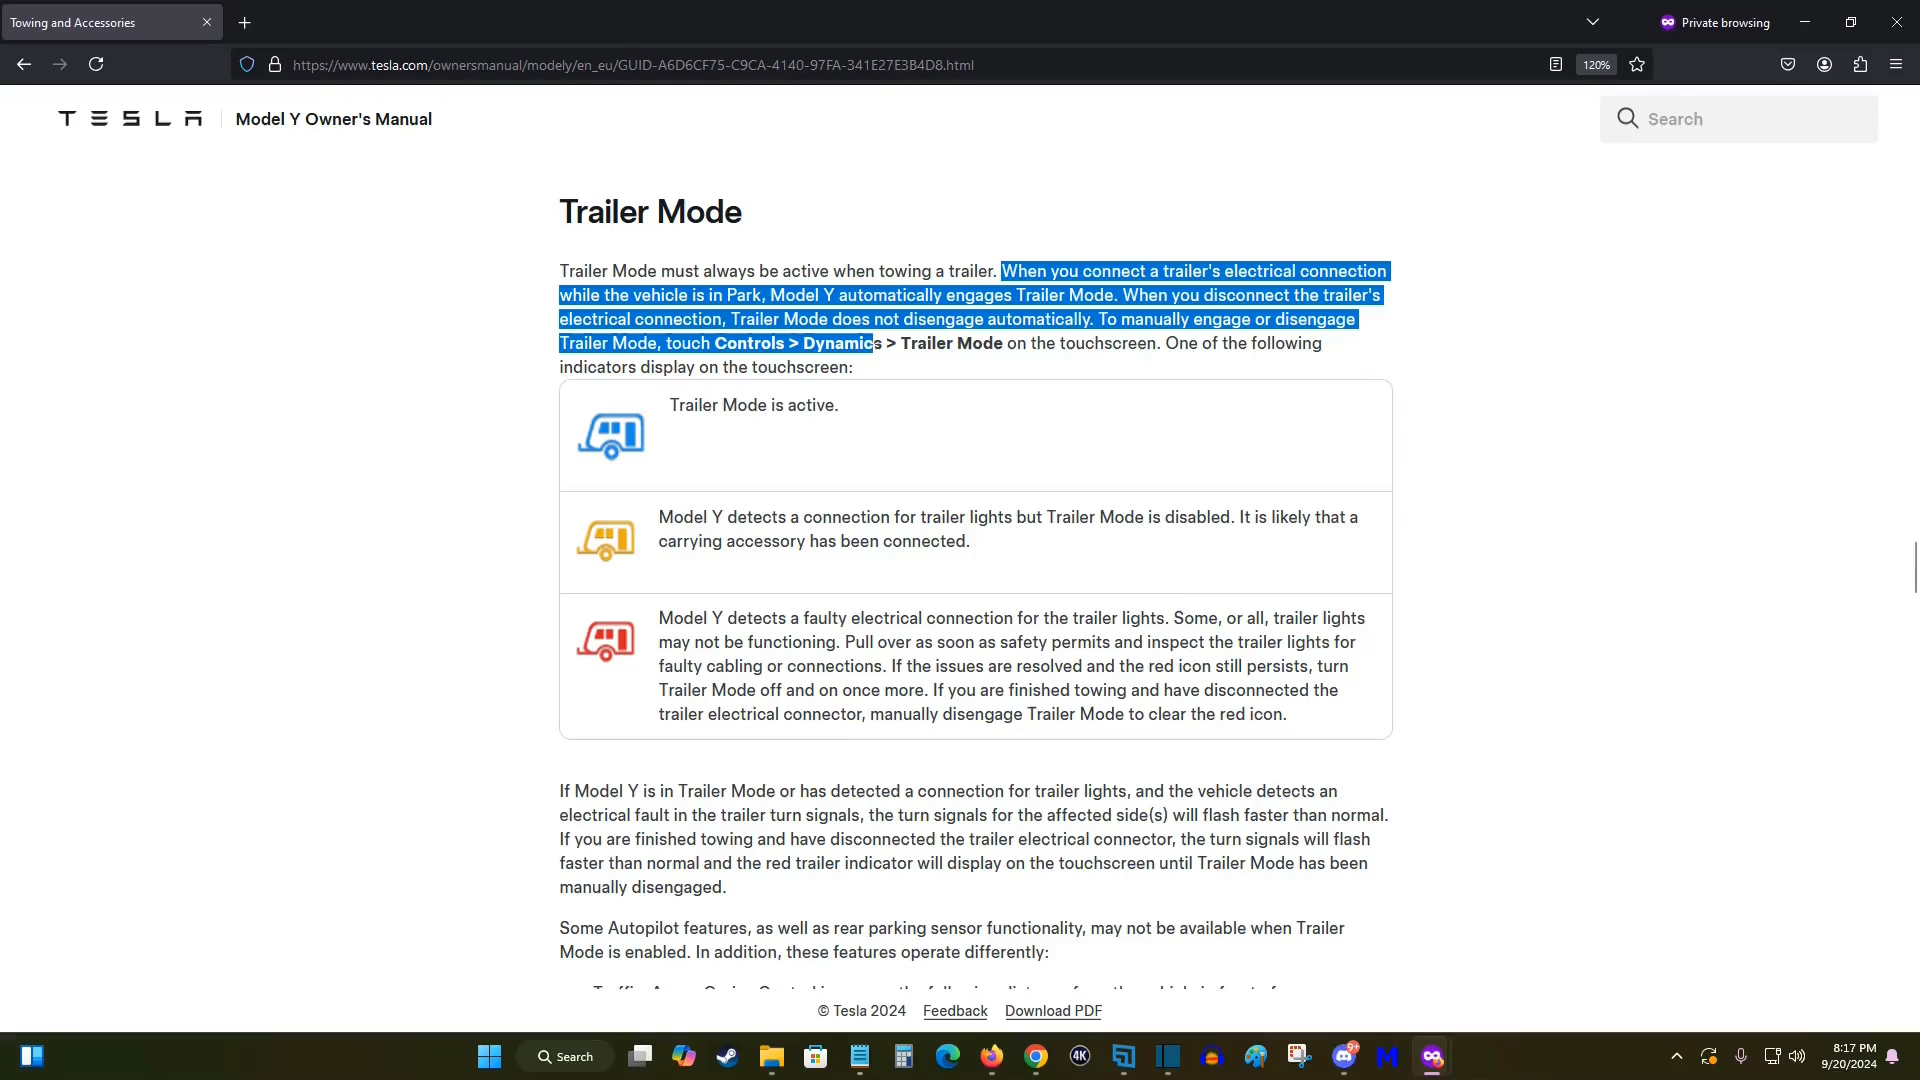 Towing and Accessories
Private browsing
https://www.tesla.com/ownersmanual/modely/en_eu/GUID-A6D6CF75-C9CA-4140-97FA-341E27E3B4D8.html
120%
TESLA
Model Y Owner's Manual
Search
Trailer Mode
Trailer Mode must always be active when towing a trailer. When you connect a trailer's electrical connection
while the vehicle is in Park, Model Y automatically engages Trailer Mode. When you disconnect the trailer's
electrical connection, Trailer Mode does not disengage automatically. To manually engage or disengage
Trailer Mode, touch Controls > Dynamics > Trailer Mode on the touchscreen. One of the following
indicators display on the touchscreen:
Trailer Mode is active.
Model Y detects a connection for trailer lights but Trailer Mode is disabled. It is likely that a
carrying accessory has been connected.
Model Y detects a faulty electrical connection for the trailer lights. Some, or all, trailer lights
may not be functioning. Pull over as soon as safety permits and inspect the trailer lights for
faulty cabling or connections. If the issues are resolved and the red icon still persists, turn
Trailer Mode off and on once more. If you are finished towing and have disconnected the
trailer electrical connector, manually disengage Trailer Mode to clear the red icon.
If Model Y is in Trailer Mode or has detected a connection for trailer lights, and the vehicle detects an
electrical fault in the trailer turn signals, the turn signals for the affected side(s) will flash faster than normal.
If you are finished towing and have disconnected the trailer electrical connector, the turn signals will flash
faster than normal and the red trailer indicator will display on the touchscreen until Trailer Mode has been
manually disengaged.
Some Autopilot features, as well as rear parking sensor functionality, may not be available when Trailer
Mode is enabled. In addition, these features operate differently:
© Tesla 2024
Feedback
Download PDF
Search
4K
9+
8:17 PM
9/20/2024